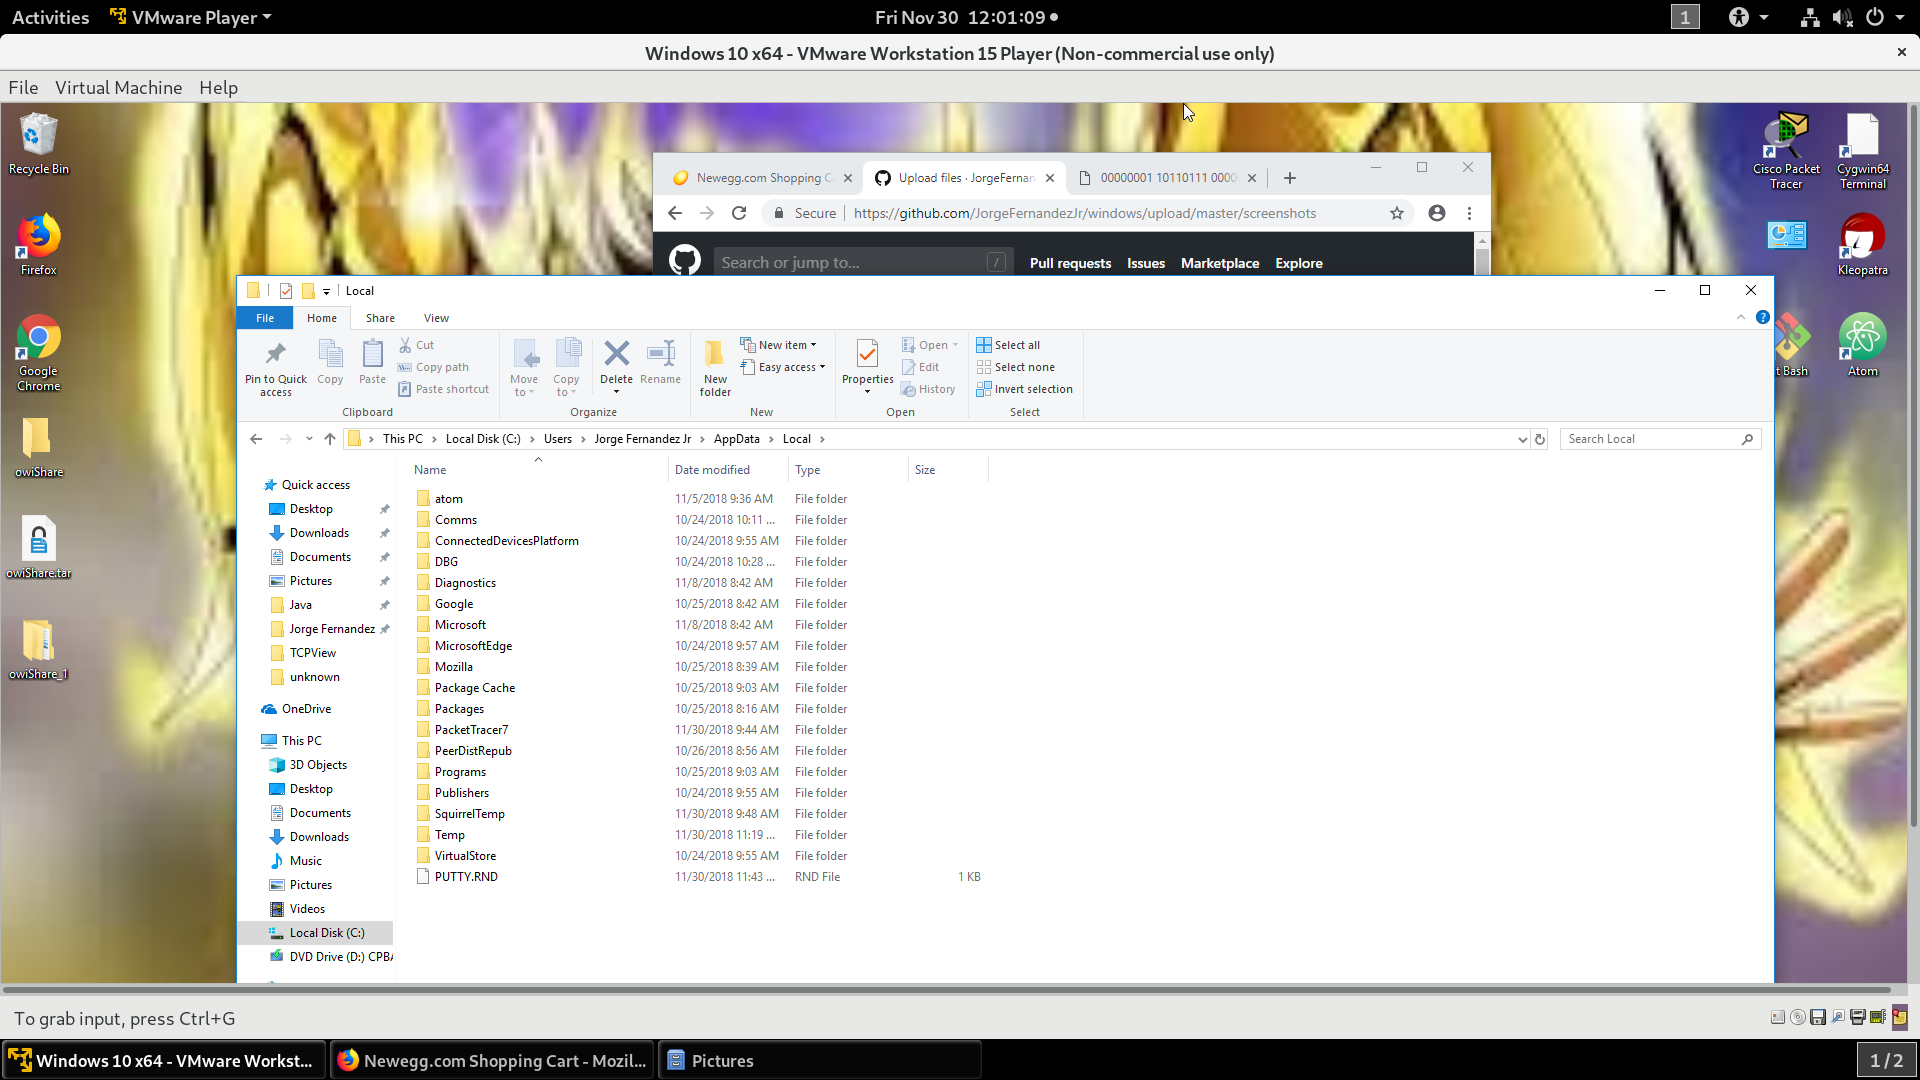 Activities VMware Player Fri Nov 30 12:01:09 1
Windows 10 x64 - VMware Workstation 15 Player (Non-commercial use only)
File Virtual Machine Help
Recycle Bin
Firefox
Google
Chrome
owiShare
owiShare.tar
owiShare_1
Cisco Packet
Tracer
Cygwin64
Terminal
Kleopatra
t Bash
Atom
Newegg.com Shopping C Upload files · JorgeFernan 00000001 10110111 0000
Secure https://github.com/JorgeFernandezJr/windows/upload/master/screenshots
Search or jump to... / Pull requests Issues Marketplace Explore
Local
File Home Share View
Pin to Quick
access
Copy
Paste
Cut
Copy path
Paste shortcut
Clipboard
Move
to
Copy
to
Delete
Rename
Organize
New
folder
New item
Easy access
New
Properties
Open
Edit
History
Open
Select all
Select none
Invert selection
Select
This PC Local Disk (C:) Users Jorge Fernandez Jr AppData Local Search Local
Quick access
Desktop
Downloads
Documents
Pictures
Java
Jorge Fernandez
TCPView
unknown
OneDrive
This PC
3D Objects
Desktop
Documents
Downloads
Music
Pictures
Videos
Local Disk (C:)
DVD Drive (D:) CPBA
Name Date modified Type Size
atom 11/5/2018 9:36 AM File folder
Comms 10/24/2018 10:11 ... File folder
ConnectedDevicesPlatform 10/24/2018 9:55 AM File folder
DBG 10/24/2018 10:28 ... File folder
Diagnostics 11/8/2018 8:42 AM File folder
Google 10/25/2018 8:42 AM File folder
Microsoft 11/8/2018 8:42 AM File folder
MicrosoftEdge 10/24/2018 9:57 AM File folder
Mozilla 10/25/2018 8:39 AM File folder
Package Cache 10/25/2018 9:03 AM File folder
Packages 10/25/2018 8:16 AM File folder
PacketTracer7 11/30/2018 9:44 AM File folder
PeerDistRepub 10/26/2018 8:56 AM File folder
Programs 10/25/2018 9:03 AM File folder
Publishers 10/24/2018 9:55 AM File folder
SquirrelTemp 11/30/2018 9:48 AM File folder
Temp 11/30/2018 11:19 ... File folder
VirtualStore 10/24/2018 9:55 AM File folder
PUTTY.RND 11/30/2018 11:43 ... RND File 1 KB
To grab input, press Ctrl+G
Windows 10 x64 - VMware Workst... Newegg.com Shopping Cart - Mozil... Pictures 1 / 2